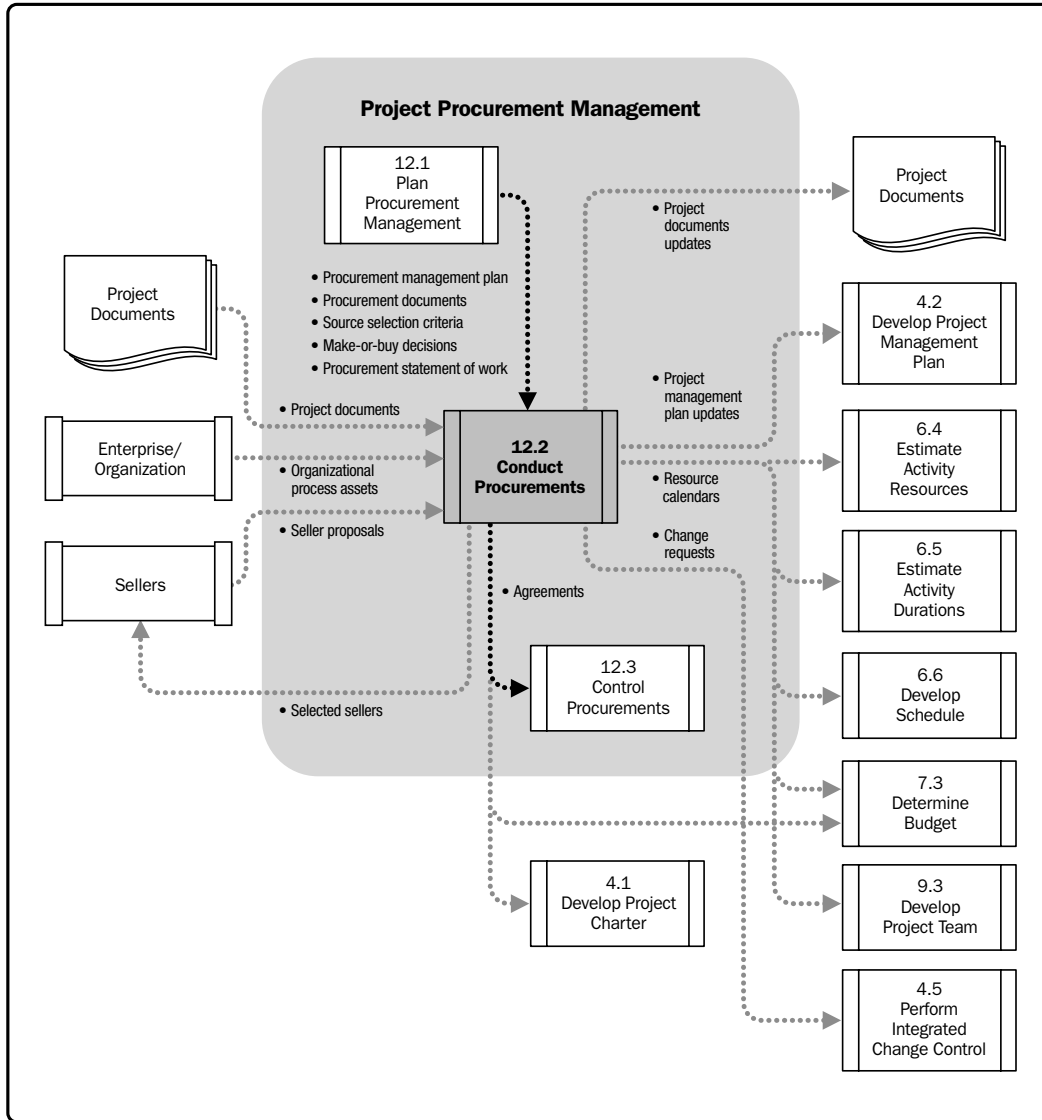 Project Procurement Management
12.1
Plan
Procurement
Management
• Procurement management plan
• Procurement documents
• Source selection criteria
• Make-or-buy decisions
• Procurement statement of work
Project
Documents
• Project documents
Enterprise/
Organization
• Organizational
process assets
• Seller proposals
Sellers
12.2
Conduct
Procurements
• Agreements
• Selected sellers
12.3
Control
Procurements
4.1
Develop Project
Charter
• Project
documents
updates
• Project
management
plan updates
• Resource
calendars
• Change
requests
Project
Documents
4.2
Develop Project
Management
Plan
6.4
Estimate
Activity
Resources
6.5
Estimate
Activity
Durations
6.6
Develop
Schedule
7.3
Determine
Budget
9.3
Develop
Project Team
4.5
Perform
Integrated
Change Control